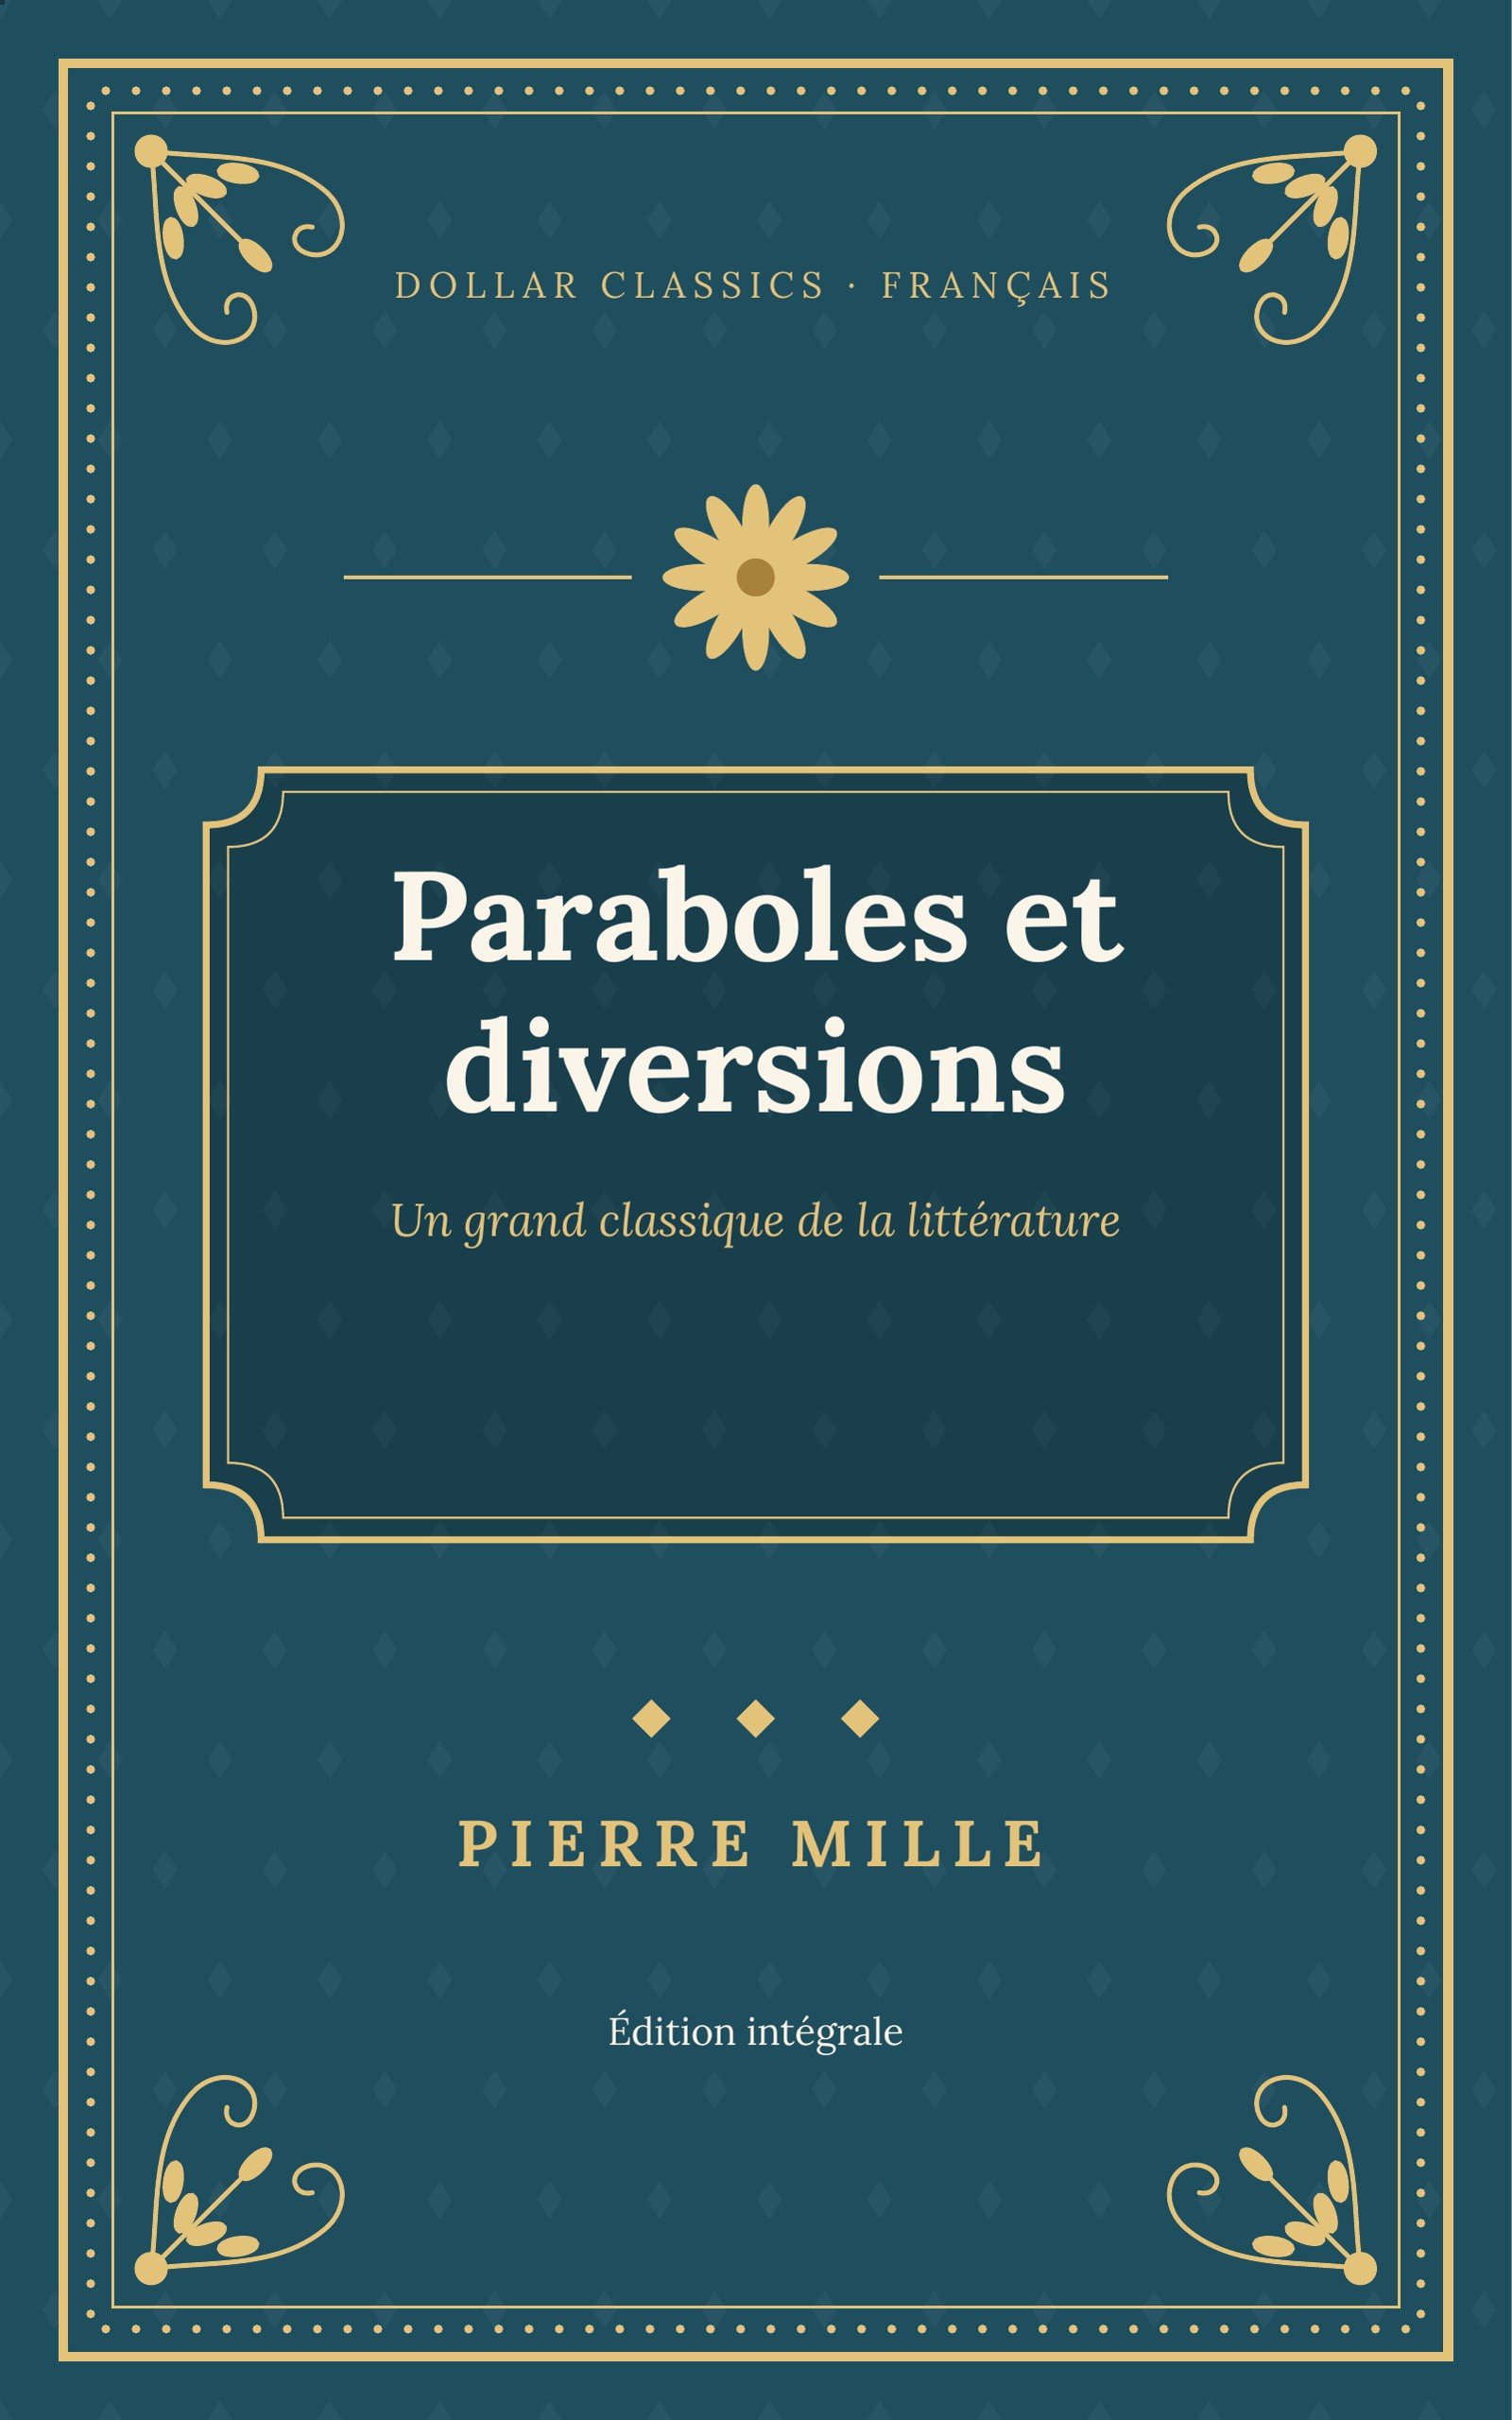 DOLLAR CLASSICS · FRANÇAIS
Paraboles et
diversions
Un grand classique de la littérature
PIERRE MILLE
Édition intégrale